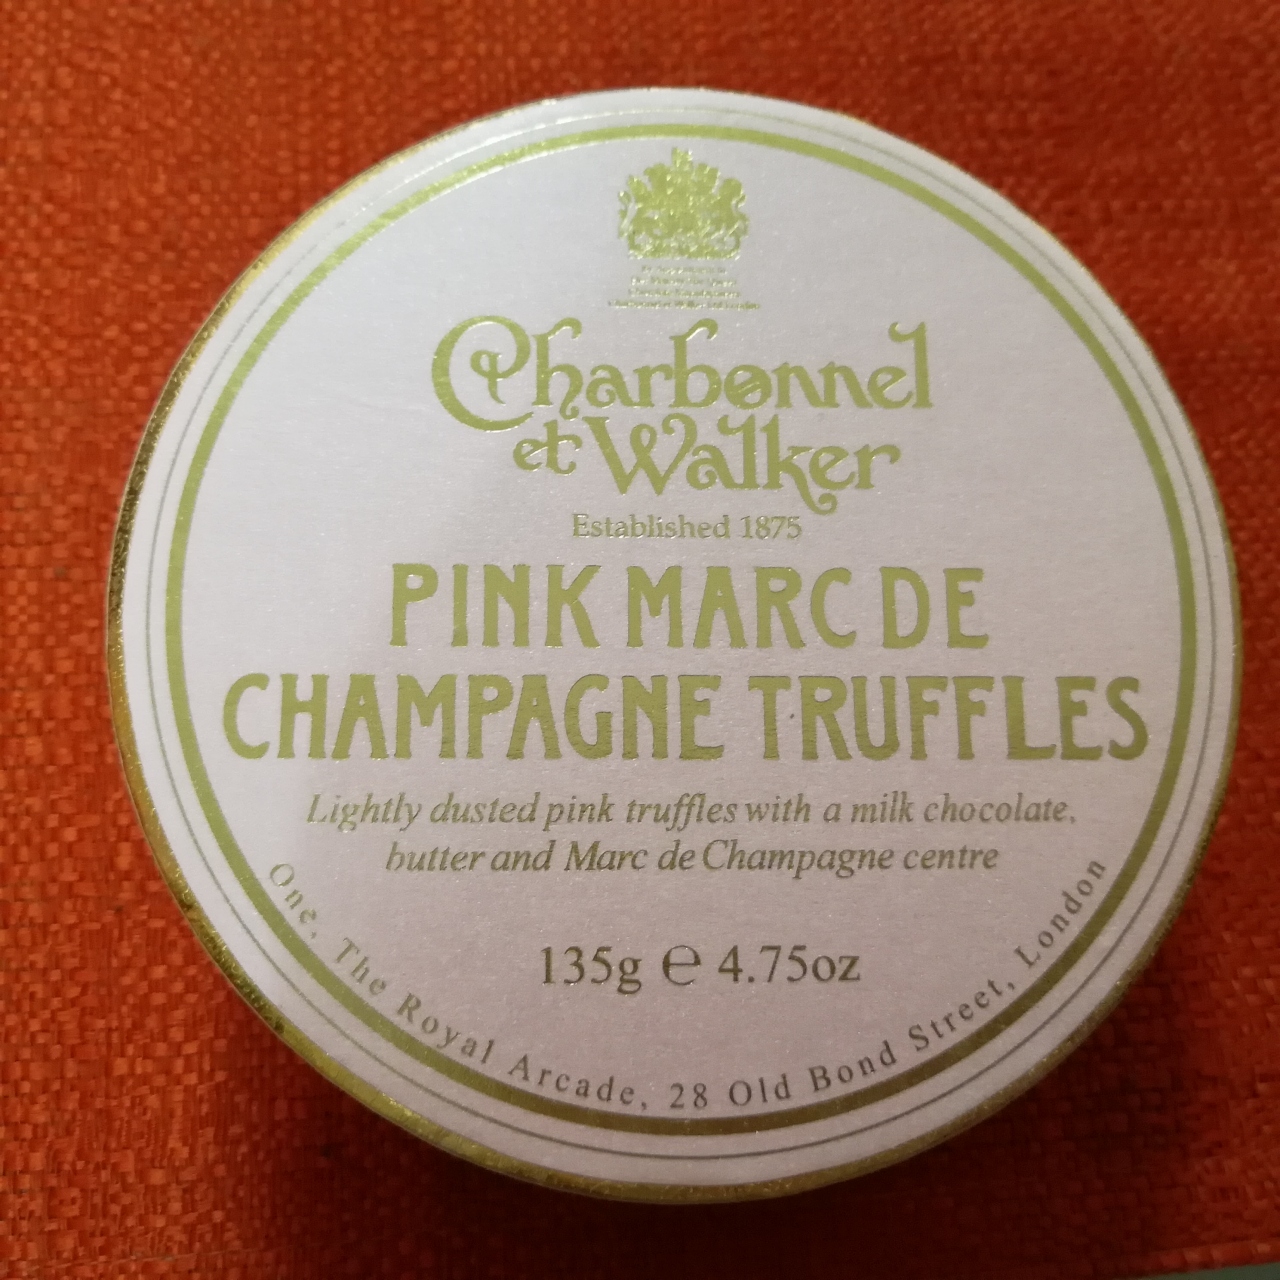 Charbonnel
et Walker
Established 1875
PINK MARC DE
CHAMPAGNE TRUFFLES
Lightly dusted pink truffles with a milk chocolate,
butter and Marc de Champagne centre
135g ℮ 4.75oz
One, The Royal Arcade, 28 Old Bond Street, London